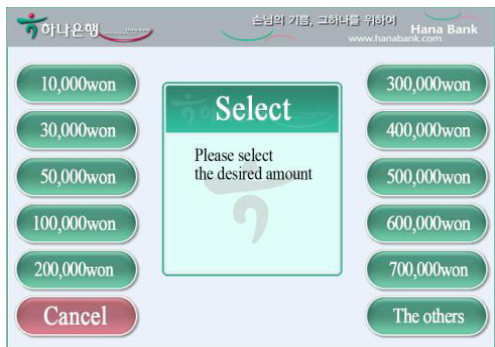 하나은행
손님의 기쁨, 그하나를 위하여
Hana Bank
www.hanabank.com
10,000won
30,000won
50,000won
100,000won
200,000won
Cancel
Select
Please select
the desired amount
300,000won
400,000won
500,000won
600,000won
700,000won
The others